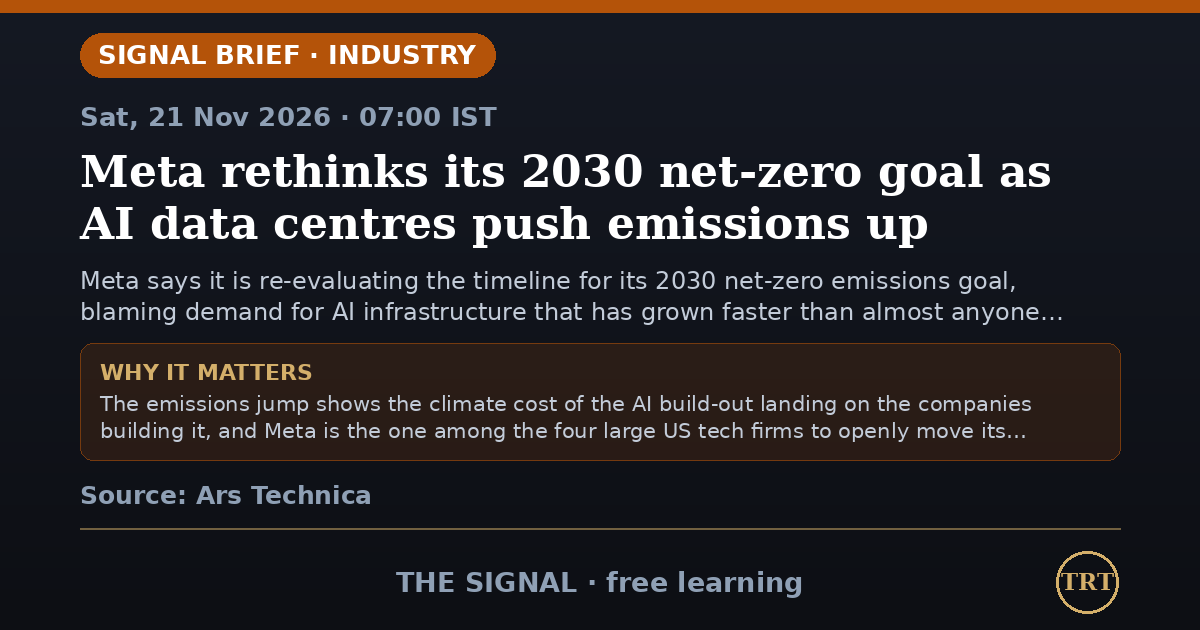 SIGNAL BRIEF · INDUSTRY
Sat, 21 Nov 2026 · 07:00 IST
Meta rethinks its 2030 net-zero goal as
AI data centres push emissions up
Meta says it is re-evaluating the timeline for its 2030 net-zero emissions goal,
blaming demand for AI infrastructure that has grown faster than almost anyone…
WHY IT MATTERS
The emissions jump shows the climate cost of the AI build-out landing on the companies
building it, and Meta is the one among the four large US tech firms to openly move its…
Source: Ars Technica
THE SIGNAL · free learning
TRT